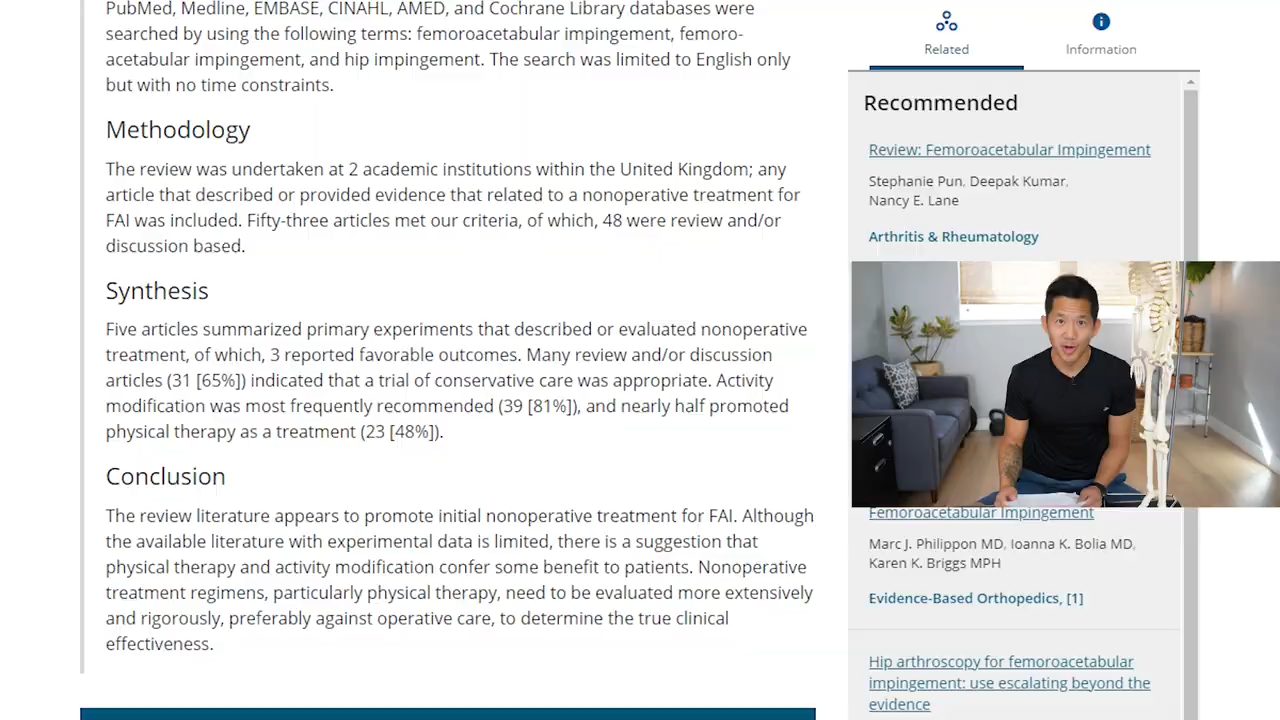 PubMed, Medline, EMBASE, CINAHL, AMED, and Cochrane Library databases were
searched by using the following terms: femoroacetabular impingement, femoro-
acetabular impingement, and hip impingement. The search was limited to English only
but with no time constraints.
Methodology
The review was undertaken at 2 academic institutions within the United Kingdom; any
article that described or provided evidence that related to a nonoperative treatment for
FAI was included. Fifty-three articles met our criteria, of which, 48 were review and/or
discussion based.
Synthesis
Five articles summarized primary experiments that described or evaluated nonoperative
treatment, of which, 3 reported favorable outcomes. Many review and/or discussion
articles (31 [65%]) indicated that a trial of conservative care was appropriate. Activity
modification was most frequently recommended (39 [81%]), and nearly half promoted
physical therapy as a treatment (23 [48%]).
Conclusion
The review literature appears to promote initial nonoperative treatment for FAI. Although
the available literature with experimental data is limited, there is a suggestion that
physical therapy and activity modification confer some benefit to patients. Nonoperative
treatment regimens, particularly physical therapy, need to be evaluated more extensively
and rigorously, preferably against operative care, to determine the true clinical
effectiveness.
Related
Information
Recommended
Review: Femoroacetabular Impingement
Stephanie Pun, Deepak Kumar,
Nancy E. Lane
Arthritis & Rheumatology
Femoroacetabular Impingement
Marc J. Philippon MD, Ioanna K. Bolia MD,
Karen K. Briggs MPH
Evidence-Based Orthopedics, [1]
Hip arthroscopy for femoroacetabular
impingement: use escalating beyond the
evidence